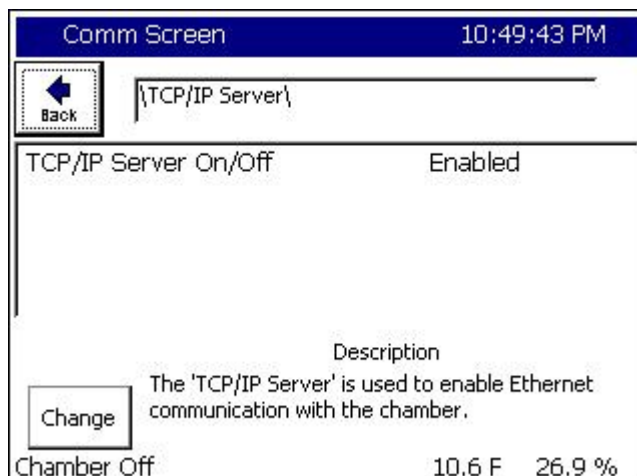 Comm Screen 10:49:43 PM
Back
\TCP/IP Server\
TCP/IP Server On/Off Enabled
Description
The 'TCP/IP Server' is used to enable Ethernet
communication with the chamber.
Change
Chamber Off 10.6 F 26.9 %